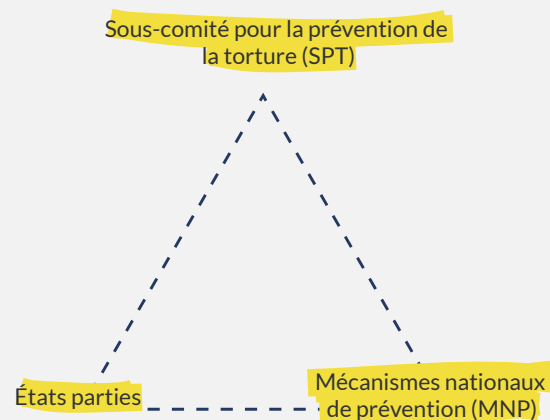 Sous-comité pour la prévention de
la torture (SPT)
États parties
Mécanismes nationaux
de prévention (MNP)